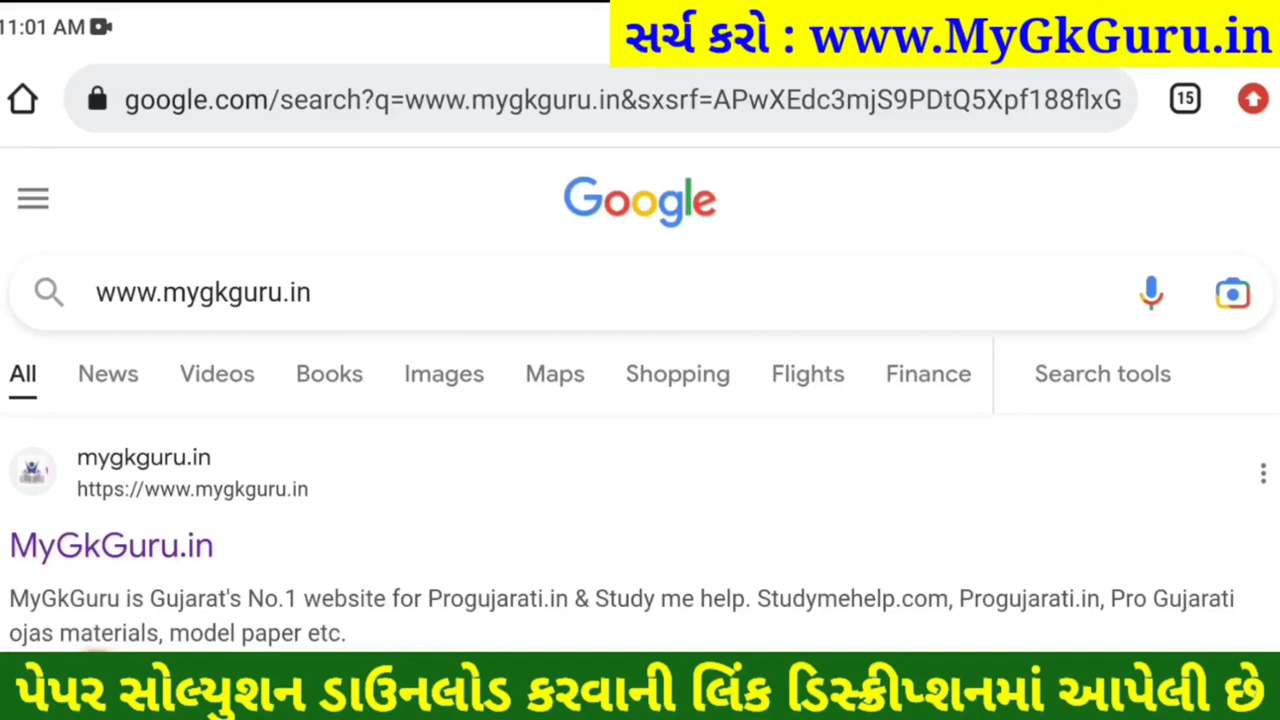 11:01 AM
સર્ચ કરો : www.MyGkGuru.in
google.com/search?q=www.mygkguru.in&sxsrf=APwXEdc3mjS9PDtQ5Xpf188flxG
15
Google
www.mygkguru.in
All News Videos Books Images Maps Shopping Flights Finance Search tools
mygkguru.in
https://www.mygkguru.in
MyGkGuru.in
MyGkGuru is Gujarat's No.1 website for Progujarati.in & Study me help. Studymehelp.com, Progujarati.in, Pro Gujarati
ojas materials, model paper etc.
પેપર સોલ્યુશન ડાઉનલોડ કરવાની લિંક ડિસ્ક્રીપ્શનમાં આપેલી છે